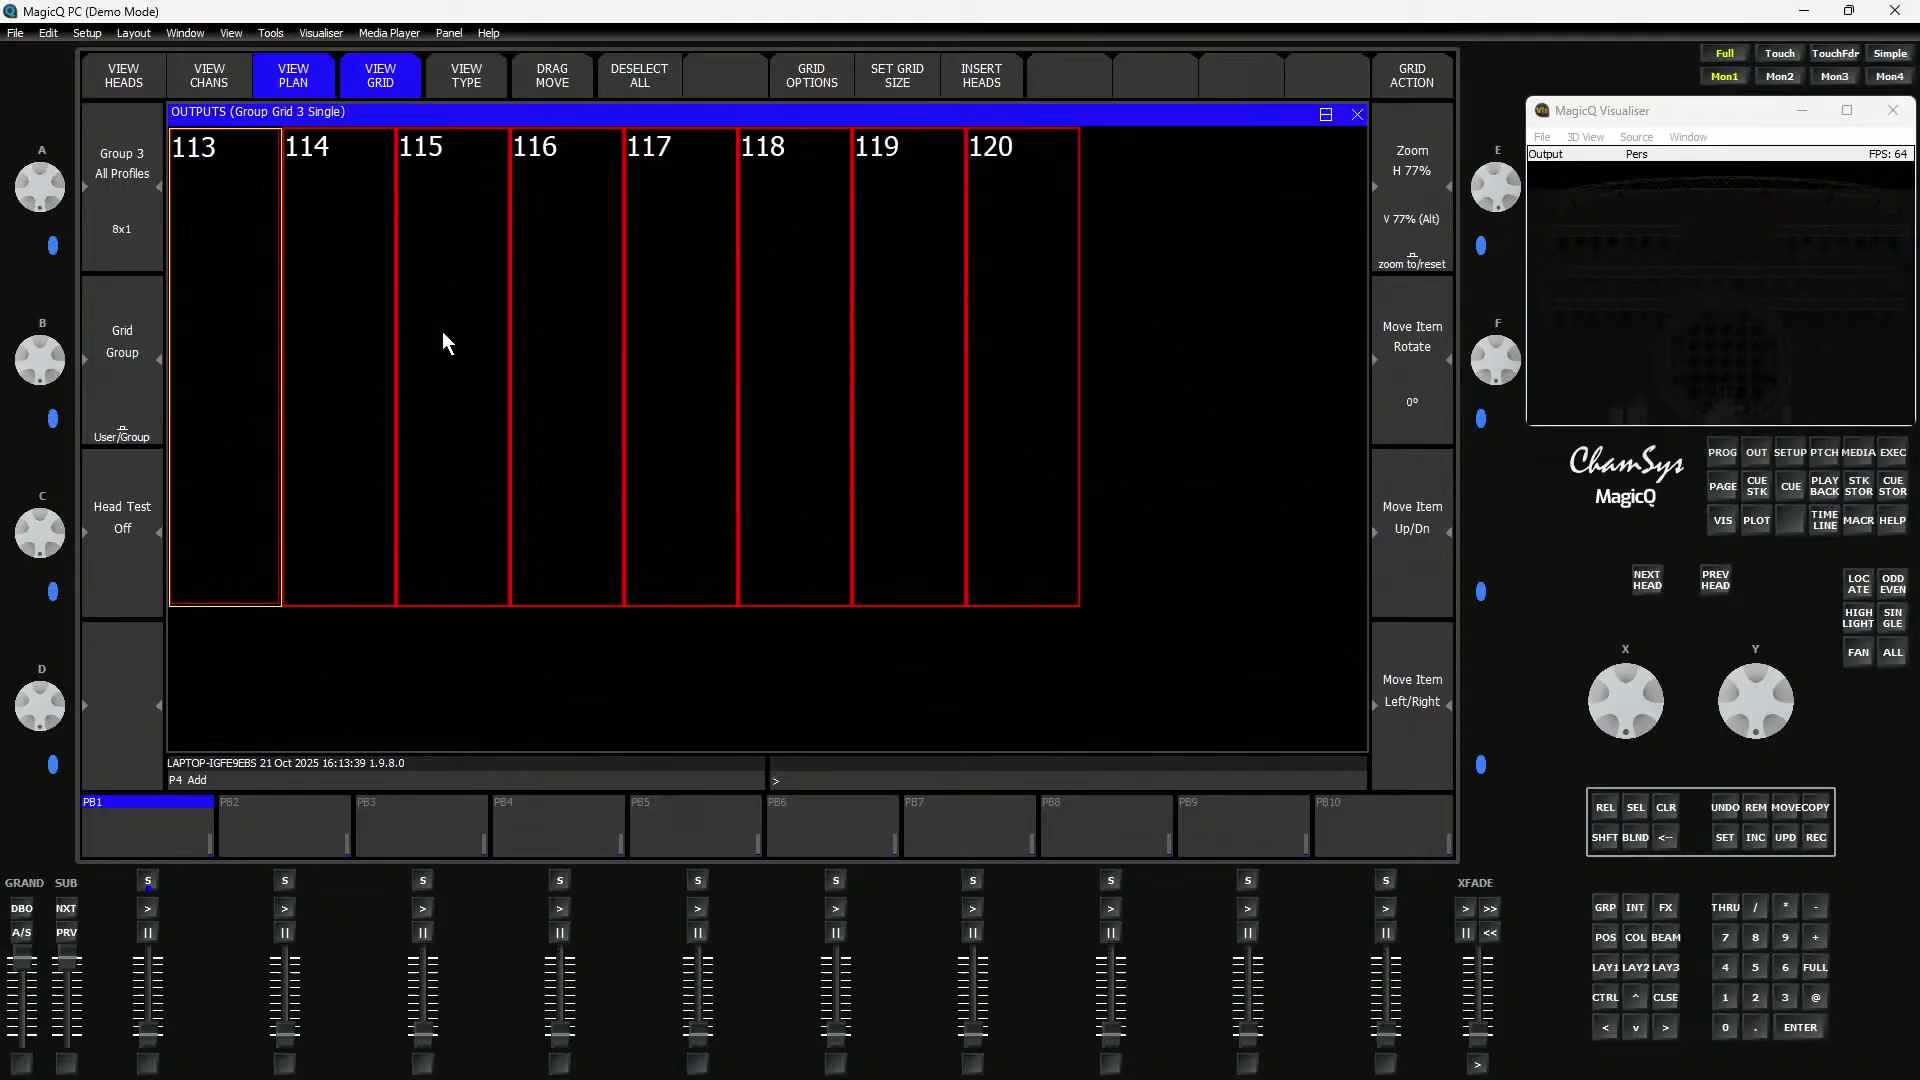 MagicQ PC (Demo Mode)
File Edit Setup Layout Window View Tools Visualiser Media Player Panel Help
Full Touch TouchFdr Simple
Mon1 Mon2 Mon3 Mon4
VIEW HEADS
VIEW CHANS
VIEW PLAN
VIEW GRID
VIEW TYPE
DRAG MOVE
DESELECT ALL
GRID OPTIONS
SET GRID SIZE
INSERT HEADS
GRID ACTION
OUTPUTS (Group Grid 3 Single)
113 114 115 116 117 118 119 120
A
B
C
D
Group 3
All Profiles
8x1
Grid
Group
User/Group
Head Test
Off
Zoom
H 77%
V 77% (Alt)
zoom to/reset
Move Item
Rotate
0°
Move Item
Up/Dn
Move Item
Left/Right
E
F
MagicQ Visualiser
File 3D View Source Window
Output Pers FPS: 64
ChamSys
MagicQ
PROG OUT SETUP PTCH MEDIA EXEC
PAGE CUE STK CUE PLAY BACK STK STOR CUE STOR
VIS PLOT TIME LINE MACR HELP
NEXT HEAD PREV HEAD
LOC ATE ODD EVEN
HIGH LIGHT SIN GLE
FAN ALL
X Y
LAPTOP-IGFE9EBS 21 Oct 2025 16:13:39 1.9.8.0
P4 Add
>
PB1 PB2 PB3 PB4 PB5 PB6 PB7 PB8 PB9 PB10
REL SEL CLR UNDO REM MOVE COPY
SHFT BLND <-- SET INC UPD REC
GRAND SUB
DBO NXT
A/S PRV
S S S S S S S S S S
> > > > > > > > > >
|| || || || || || || || || ||
XFADE
> >>
|| <<
>
GRP INT FX THRU / * -
POS COL BEAM 7 8 9 +
LAY1 LAY2 LAY3 4 5 6 FULL
CTRL ^ CLSE 1 2 3 @
< v > 0 . ENTER